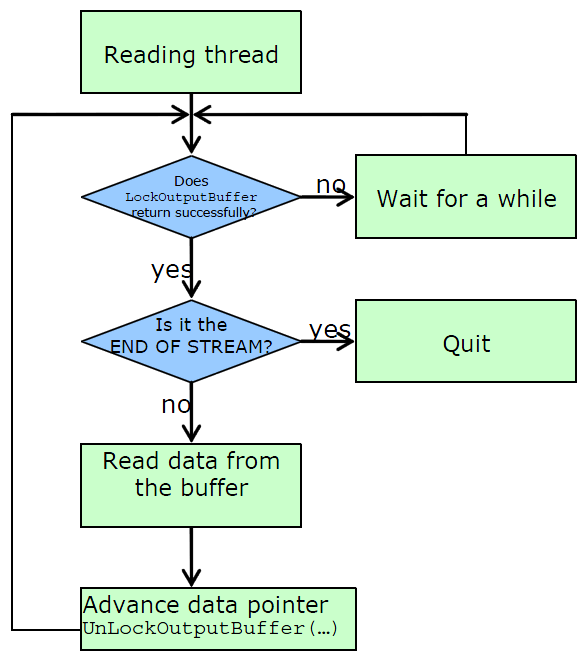 Reading thread
Does
LockOutputBuffer
return successfully?
no
Wait for a while
yes
Is it the
END OF STREAM?
yes
Quit
no
Read data from
the buffer
Advance data pointer
UnLockOutputBuffer(…)